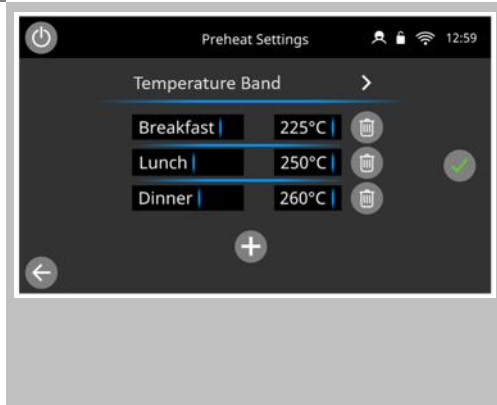 Preheat Settings 12:59
Temperature Band
Breakfast 225°C
Lunch 250°C
Dinner 260°C